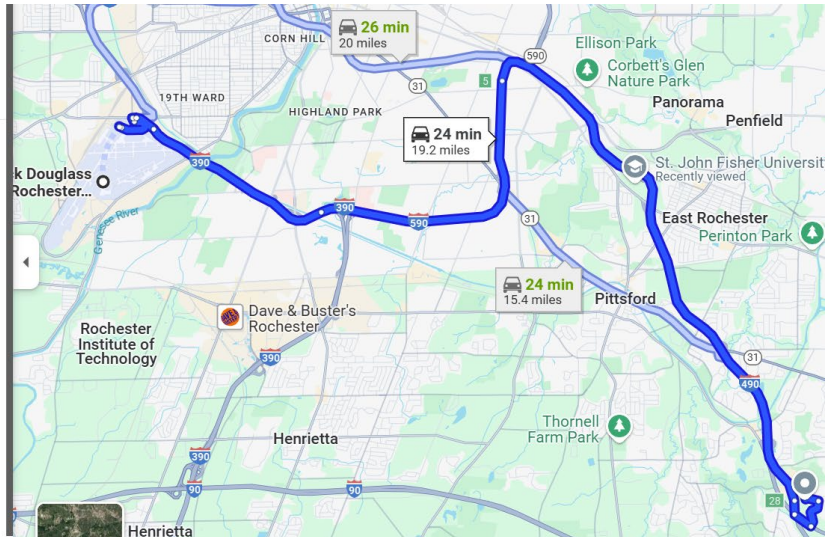 26 min
20 miles
CORN HILL
590
Ellison Park
Corbett's Glen
Nature Park
5
31
Panorama
19TH WARD
HIGHLAND PARK
Penfield
24 min
19.2 miles
390
k Douglass
Rochester...
St. John Fisher University
Recently viewed
Genesee River
390
590
31
East Rochester
Perinton Park
24 min
15.4 miles
Pittsford
Dave & Buster's
Rochester
Rochester
Institute of
Technology
390
31
490
Thornell
Farm Park
Henrietta
390
90
90
28
Henrietta